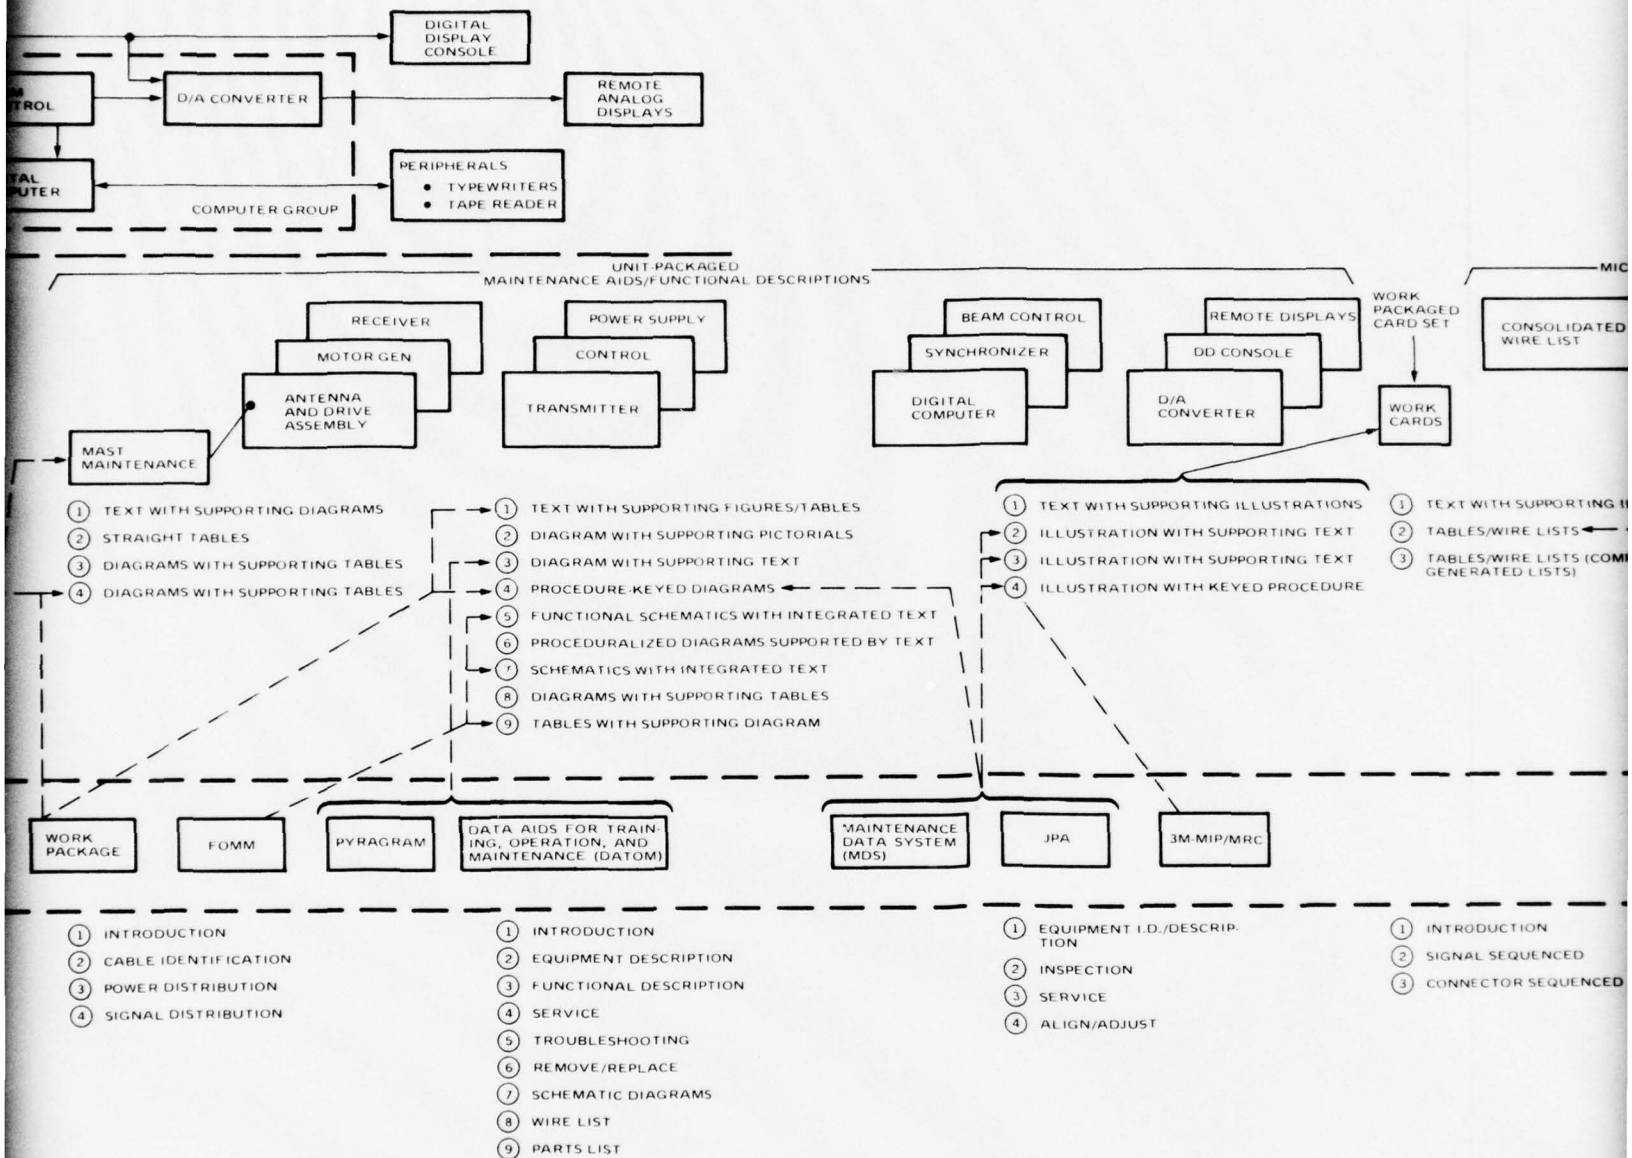 DIGITAL
DISPLAY
CONSOLE
TROL
D/A CONVERTER
REMOTE
ANALOG
DISPLAYS
TAL
PUTER
PERIPHERALS
• TYPEWRITERS
• TAPE READER
COMPUTER GROUP
UNIT-PACKAGED
MAINTENANCE AIDS/FUNCTIONAL DESCRIPTIONS
MIC
WORK
PACKAGED
CARD SET
RECEIVER
MOTOR GEN
ANTENNA
AND DRIVE
ASSEMBLY
POWER SUPPLY
CONTROL
TRANSMITTER
BEAM CONTROL
SYNCHRONIZER
DIGITAL
COMPUTER
REMOTE DISPLAYS
DD CONSOLE
D/A
CONVERTER
WORK
CARDS
CONSOLIDATED
WIRE LIST
MAST
MAINTENANCE
1 TEXT WITH SUPPORTING DIAGRAMS
2 STRAIGHT TABLES
3 DIAGRAMS WITH SUPPORTING TABLES
4 DIAGRAMS WITH SUPPORTING TABLES
1 TEXT WITH SUPPORTING FIGURES/TABLES
2 DIAGRAM WITH SUPPORTING PICTORIALS
3 DIAGRAM WITH SUPPORTING TEXT
4 PROCEDURE-KEYED DIAGRAMS
5 FUNCTIONAL SCHEMATICS WITH INTEGRATED TEXT
6 PROCEDURALIZED DIAGRAMS SUPPORTED BY TEXT
7 SCHEMATICS WITH INTEGRATED TEXT
8 DIAGRAMS WITH SUPPORTING TABLES
9 TABLES WITH SUPPORTING DIAGRAM
1 TEXT WITH SUPPORTING ILLUSTRATIONS
2 ILLUSTRATION WITH SUPPORTING TEXT
3 ILLUSTRATION WITH SUPPORTING TEXT
4 ILLUSTRATION WITH KEYED PROCEDURE
1 TEXT WITH SUPPORTING
2 TABLES/WIRE LISTS
3 TABLES/WIRE LISTS (COM
GENERATED LISTS)
WORK
PACKAGE
FOMM
PYRAGRAM
DATA AIDS FOR TRAIN-
ING, OPERATION, AND
MAINTENANCE (DATOM)
MAINTENANCE
DATA SYSTEM
(MDS)
JPA
3M-MIP/MRC
1 INTRODUCTION
2 CABLE IDENTIFICATION
3 POWER DISTRIBUTION
4 SIGNAL DISTRIBUTION
1 INTRODUCTION
2 EQUIPMENT DESCRIPTION
3 FUNCTIONAL DESCRIPTION
4 SERVICE
5 TROUBLESHOOTING
6 REMOVE/REPLACE
7 SCHEMATIC DIAGRAMS
8 WIRE LIST
9 PARTS LIST
1 EQUIPMENT I.D./DESCRIP-
TION
2 INSPECTION
3 SERVICE
4 ALIGN/ADJUST
1 INTRODUCTION
2 SIGNAL SEQUENCED
3 CONNECTOR SEQUENCED